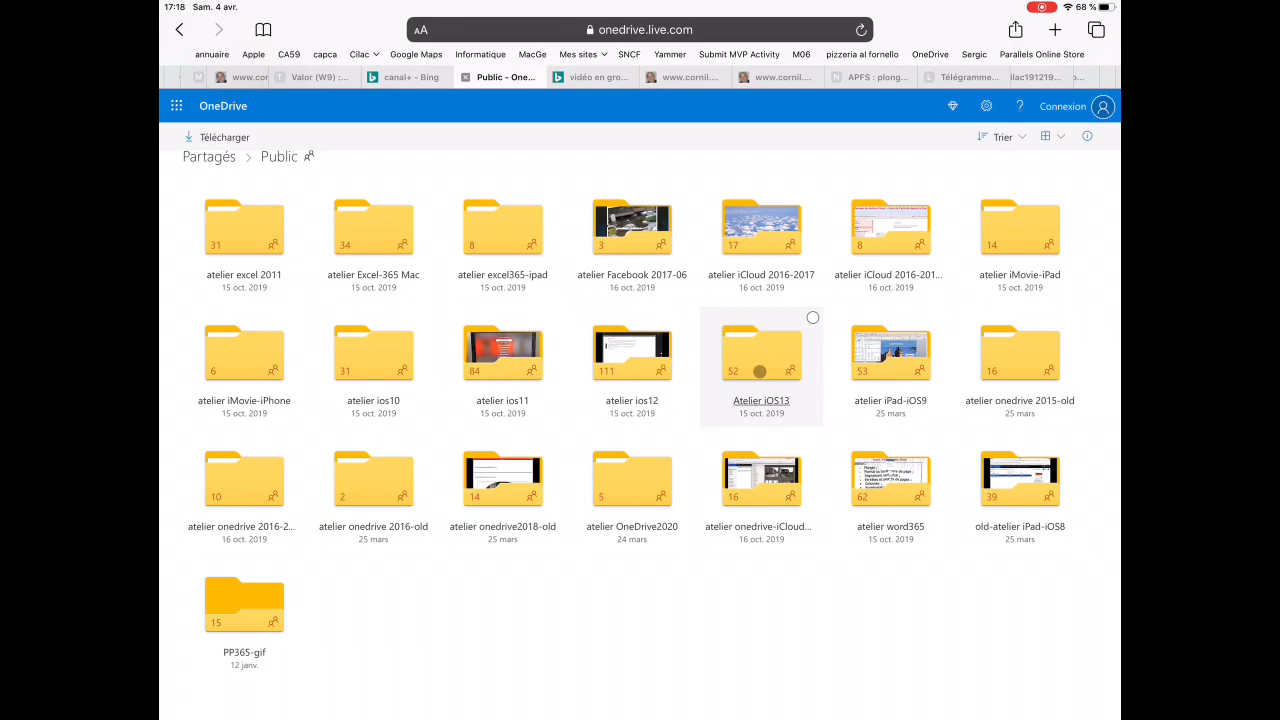 17:18 Sam. 4 avr. 68 %
AA onedrive.live.com
annuaire Apple CA59 capca Cilac Google Maps Informatique MacGe Mes sites SNCF Yammer Submit MVP Activity M06 pizzeria al fornello OneDrive Sergic Parallels Online Store
M www.cor T Valor (W9) :... canal+ - Bing Public - One... vidéo en gro... www.cornil.... www.cornil.... N APFS : plong... L Télégramme...
OneDrive ? Connexion
Télécharger Trier
Partagés > Public
31 34 8 3 17 8 14
atelier excel 2011 atelier Excel-365 Mac atelier excel365-ipad atelier Facebook 2017-06 atelier iCloud 2016-2017 atelier iCloud 2016-201... atelier iMovie-iPad
15 oct. 2019 15 oct. 2019 15 oct. 2019 16 oct. 2019 16 oct. 2019 16 oct. 2019 15 oct. 2019
6 31 84 111 52 53 16
atelier iMovie-iPhone atelier ios10 atelier ios11 atelier ios12 Atelier iOS13 atelier iPad-iOS9 atelier onedrive 2015-old
15 oct. 2019 15 oct. 2019 15 oct. 2019 15 oct. 2019 15 oct. 2019 25 mars 25 mars
10 2 14 5 16 62 39
atelier onedrive 2016-2... atelier onedrive 2016-old atelier onedrive2018-old atelier OneDrive2020 atelier onedrive-iCloud... atelier word365 old-atelier iPad-iOS8
16 oct. 2019 25 mars 25 mars 24 mars 16 oct. 2019 15 oct. 2019 25 mars
15
PP365-gif
12 janv.